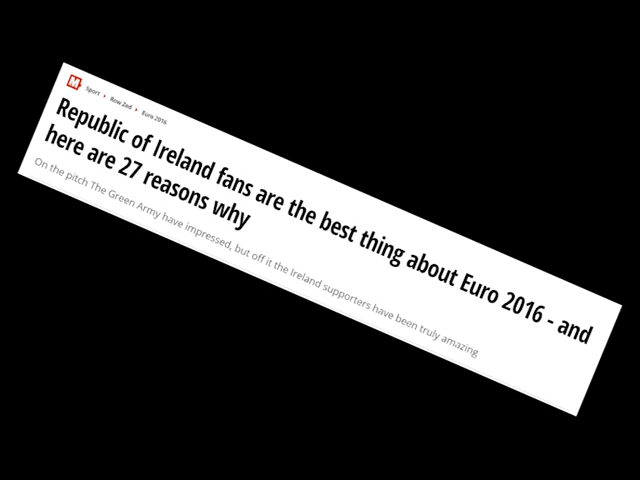 M Sport Row Zed Euro 2016
Republic of Ireland fans are the best thing about Euro 2016 - and
here are 27 reasons why
On the pitch The Green Army have impressed, but off it the Ireland supporters have been truly amazing